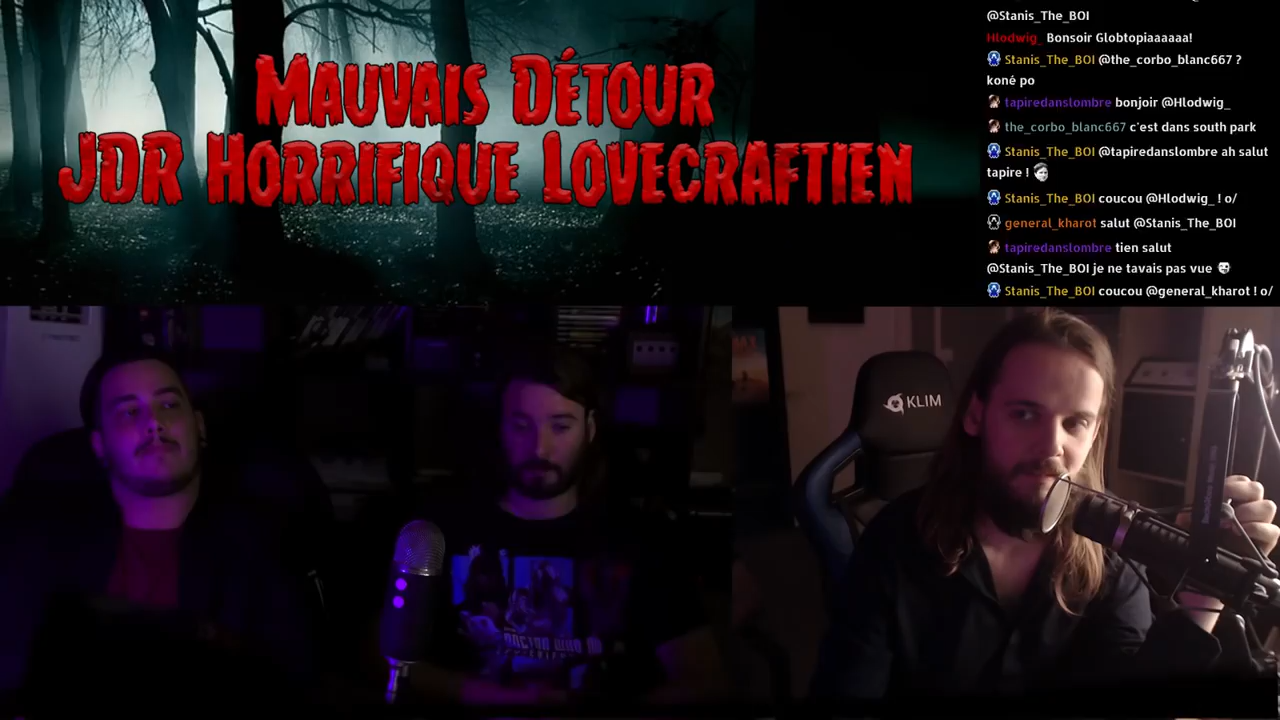 Mauvais Détour
JDR Horrifique Lovecraftien
@Stanis_The_BOI
Hlodwig_ Bonsoir Globtopiaaaaaa!
Stanis_The_BOI @the_corbo_blanc667 ?
koné po
tapiredanslombre bonjoir @Hlodwig_
the_corbo_blanc667 c'est dans south park
Stanis_The_BOI @tapiredanslombre ah salut
tapire !
Stanis_The_BOI coucou @Hlodwig_ ! o/
general_kharot salut @Stanis_The_BOI
tapiredanslombre tien salut
@Stanis_The_BOI je ne tavais pas vue
Stanis_The_BOI coucou @general_kharot ! o/
KLIM